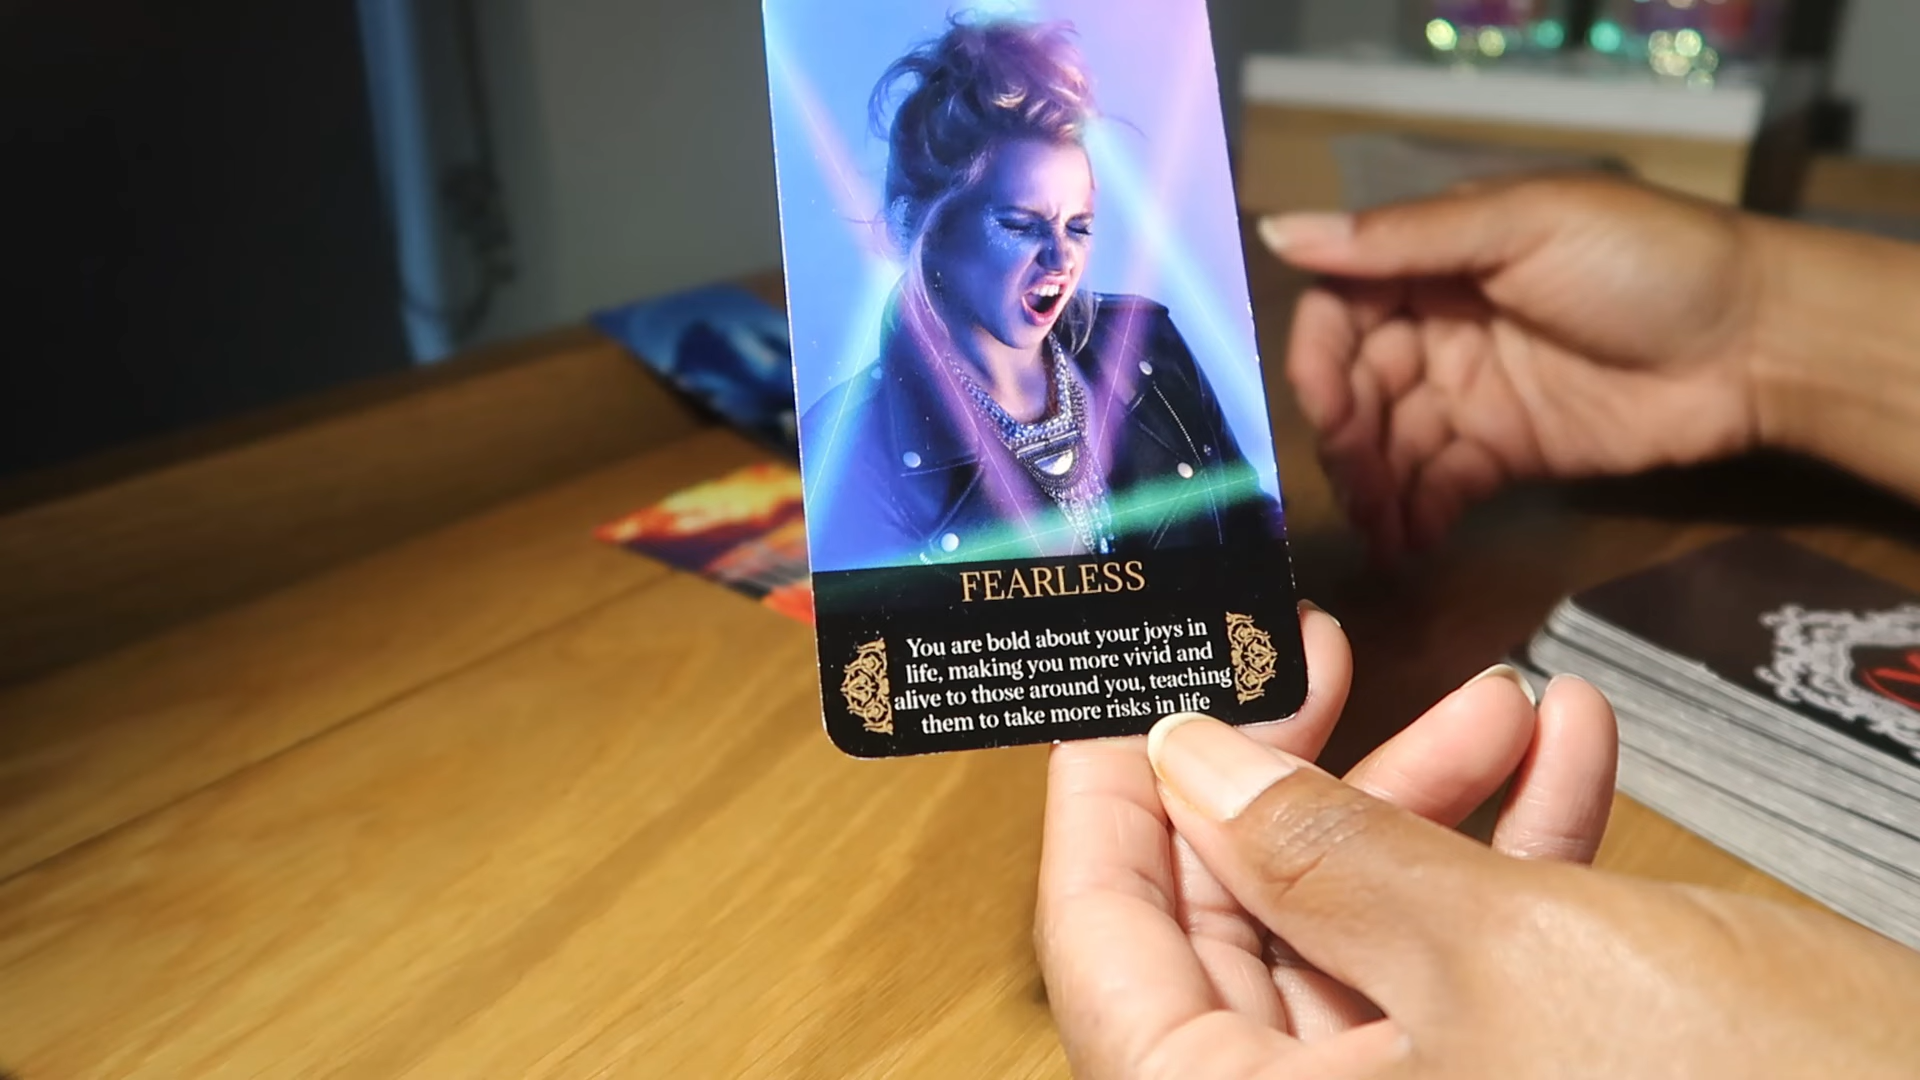 FEARLESS
You are bold about your joys in
life, making you more vivid and
alive to those around you, teaching
them to take more risks in life